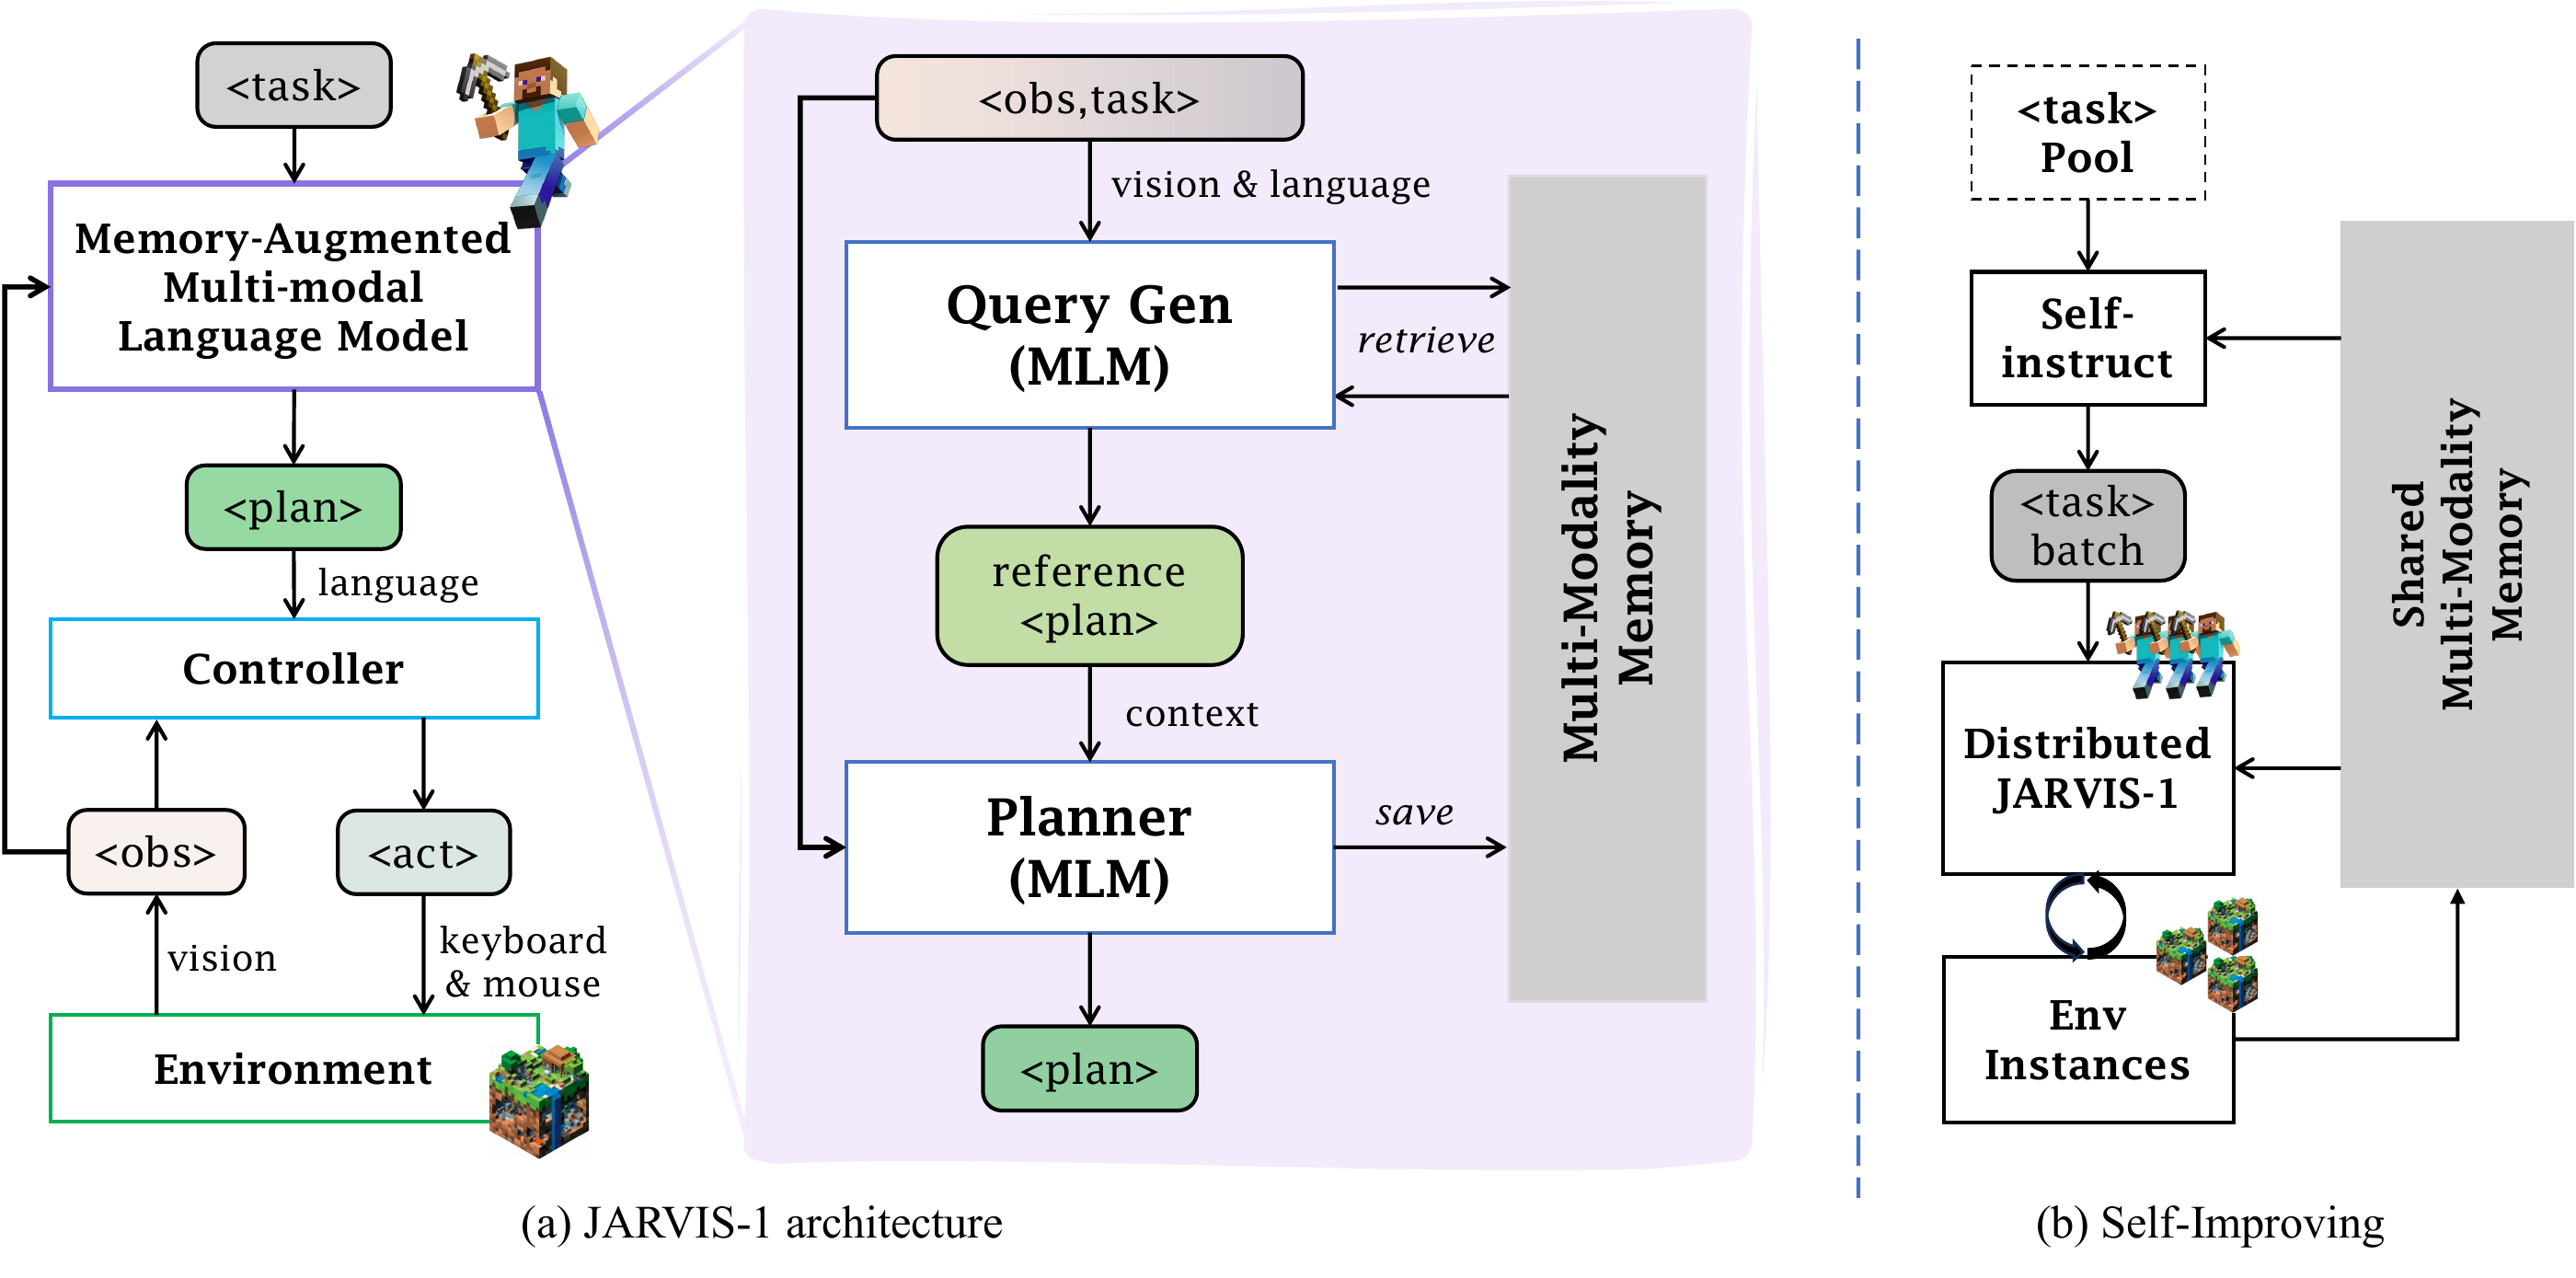 <task>
Memory-Augmented
Multi-modal
Language Model
<plan>
language
Controller
<obs>
<act>
vision
keyboard
& mouse
Environment
<obs,task>
vision & language
Query Gen
(MLM)
retrieve
reference
<plan>
context
Planner
(MLM)
save
<plan>
Multi-Modality
Memory
(a) JARVIS-1 architecture
<task>
Pool
Self-
instruct
<task>
batch
Distributed
JARVIS-1
Env
Instances
Shared
Multi-Modality
Memory
(b) Self-Improving